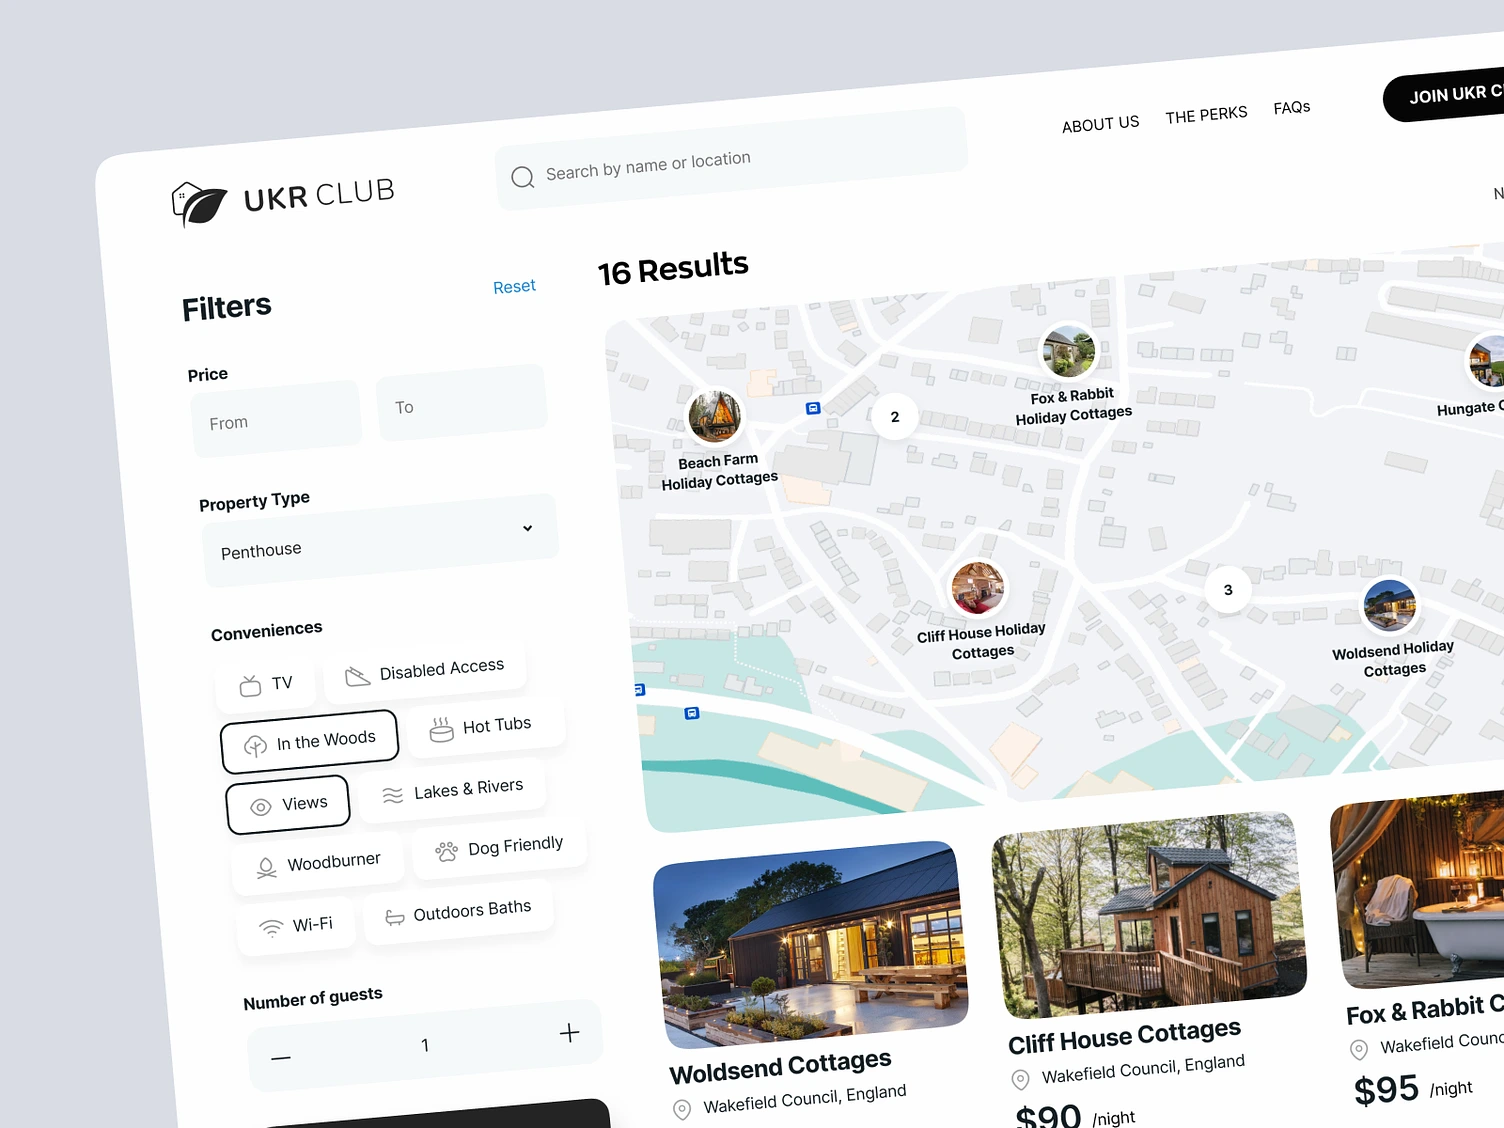 UKR CLUB
Search by name or location
ABOUT US
THE PERKS
FAQs
JOIN UKR
Filters
Reset
Price
From
To
Property Type
Penthouse
Conveniences
TV
Disabled Access
In the Woods
Hot Tubs
Views
Lakes & Rivers
Woodburner
Dog Friendly
Wi-Fi
Outdoors Baths
Number of guests
1
16 Results
Beach Farm
Holiday Cottages
2
Fox & Rabbit
Holiday Cottages
Hungate
Cliff House Holiday
Cottages
3
Woldsend Holiday
Cottages
Woldsend Cottages
Wakefield Council, England
Cliff House Cottages
Wakefield Council, England
$90 /night
Fox & Rabbit
Wakefield
$95 /night